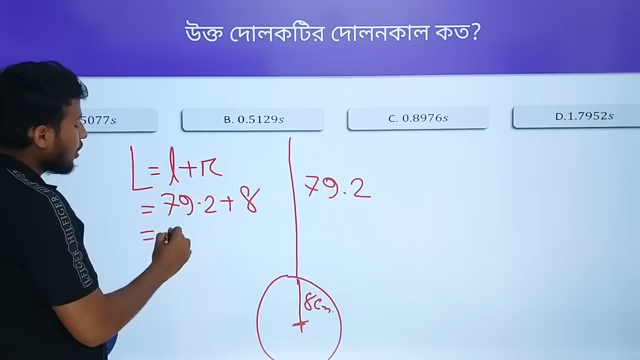 উক্ত দোলকটির দোলনকাল কত?
5077s
B. 0.5129s
C. 0.8976s
D.1.7952s
L = l + r
= 79.2 + 8
=
79.2
8cm